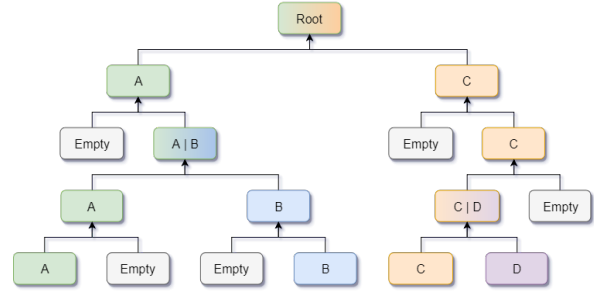 Root
A C
Empty A | B Empty C
A B C | D Empty
A Empty Empty B C D